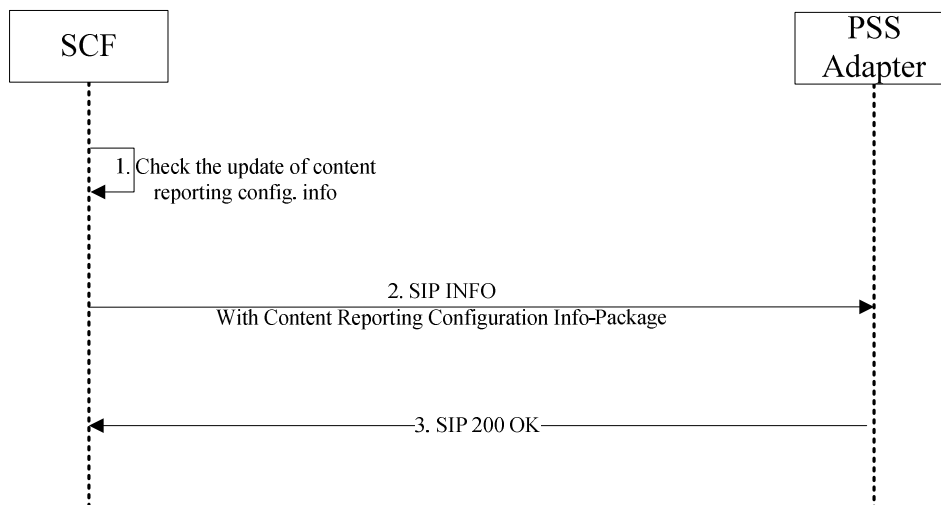 SCF
PSS
Adapter
1. Check the update of content
reporting config. info
2. SIP INFO
With Content Reporting Configuration Info-Package
3. SIP 200 OK